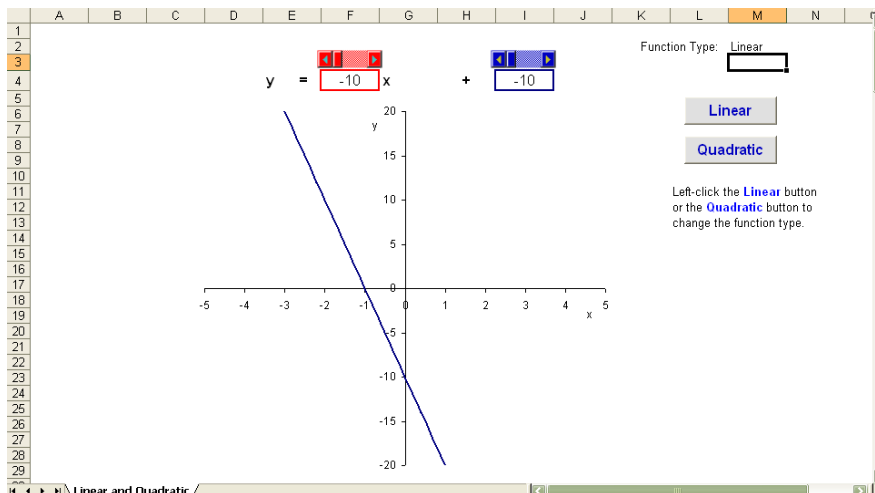 A B C D E F G H I J K L M N
1
2 Function Type: Linear
3
4 y = -10 x + -10
5
6 20
7 y Linear
8
9 15 Quadratic
10
11 Left-click the Linear button
12 10 or the Quadratic button to
13 change the function type.
14
15 5
16
17 0
18 -5 -4 -3 -2 -1 0 1 2 3 4 5
19 x
20 -5
21
22
23 -10
24
25
26 -15
27
28
29 -20
Linear and Quadratic